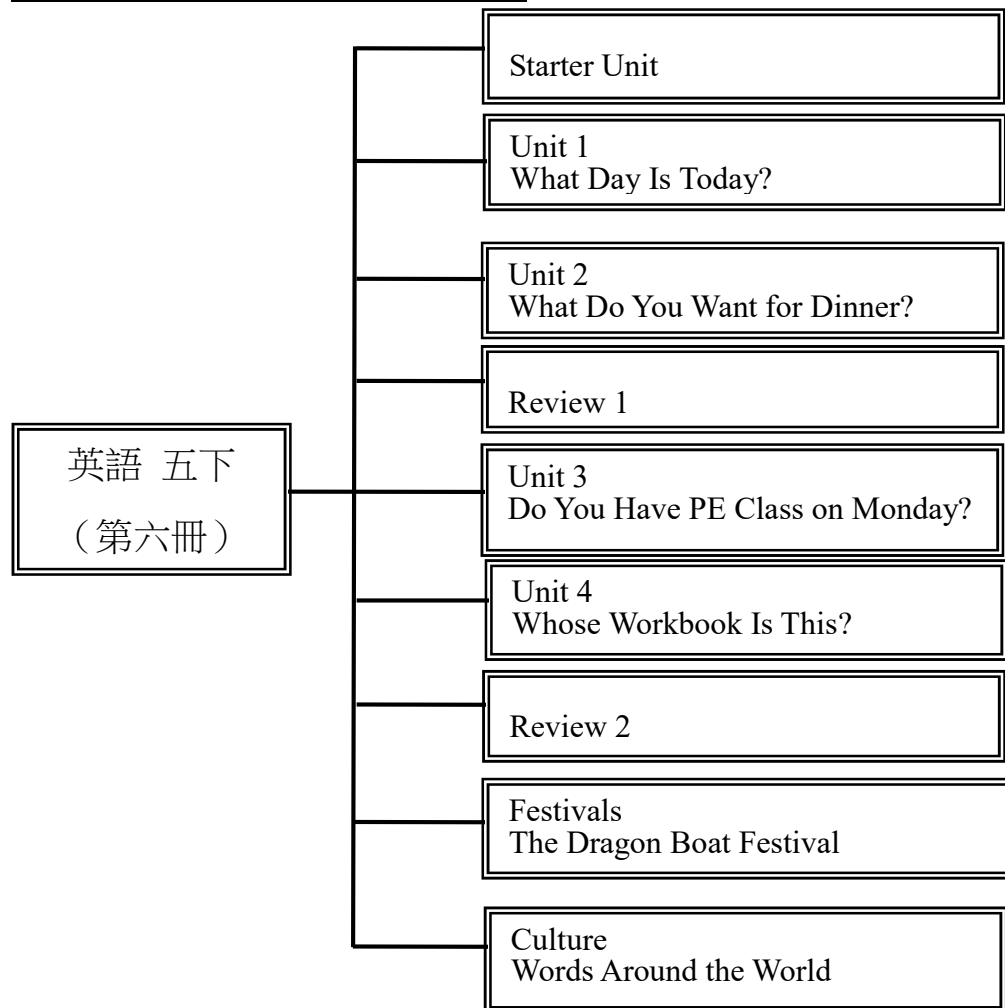 Starter Unit
Unit 1
What Day Is Today?
Unit 2
What Do You Want for Dinner?
Review 1
英語 五下
（第六冊）
Unit 3
Do You Have PE Class on Monday?
Unit 4
Whose Workbook Is This?
Review 2
Festivals
The Dragon Boat Festival
Culture
Words Around the World